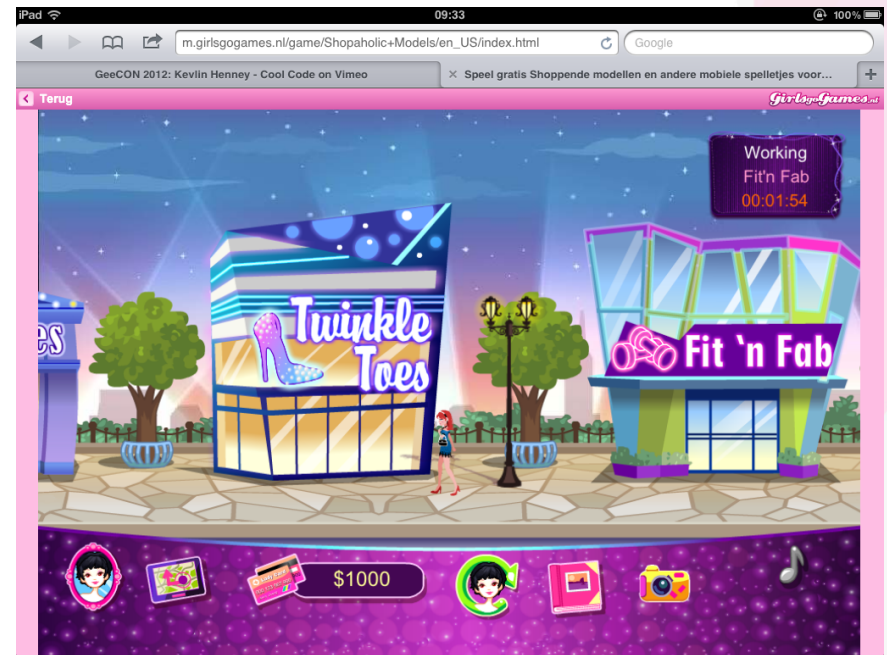 iPad
09:33
100%
m.girlsgogames.nl/game/Shopaholic+Models/en_US/index.html
Google
GeeCON 2012: Kevlin Henney - Cool Code on Vimeo
× Speel gratis Shoppende modellen en andere mobiele spelletjes voor...
+
Terug
GirlsgoGames.nl
Working
Fit'n Fab
00:01:54
es
Twinkle
Toes
Fit 'n Fab
$1000